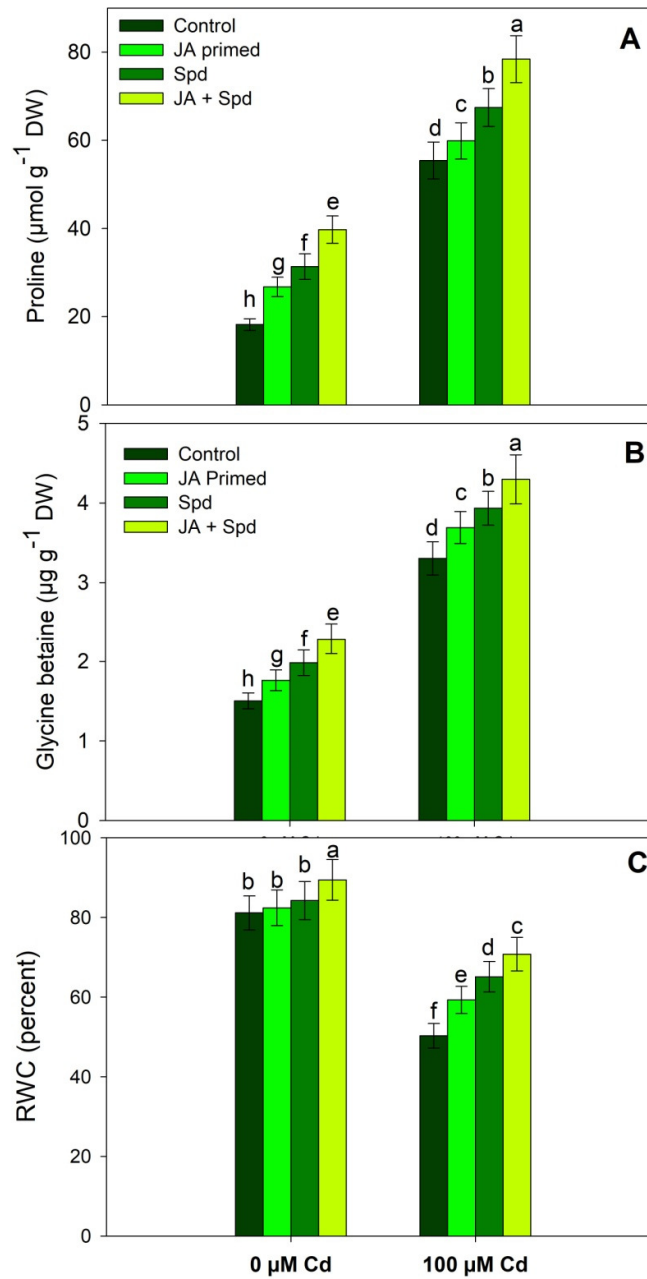 A
Control
JA primed
Spd
JA + Spd
Proline (µmol g⁻¹ DW)
80
60
40
20
0
h
g
f
e
d
c
b
a
B
Control
JA Primed
Spd
JA + Spd
Glycine betaine (µg g⁻¹ DW)
5
4
3
2
1
0
h
g
f
e
d
c
b
a
C
RWC (percent)
100
80
60
40
20
0
b
b
b
a
f
e
d
c
0 µM Cd
100 µM Cd